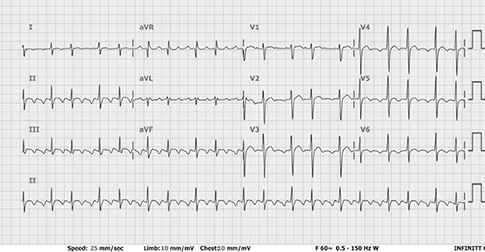 I aVR V1 V4
II aVL V2 V5
III aVF V3 V6
II
Speed: 25 mm/sec Limb: 10 mm/mV Chest: 10 mm/mV F 60~ 0.5 - 150 Hz W INFINITT